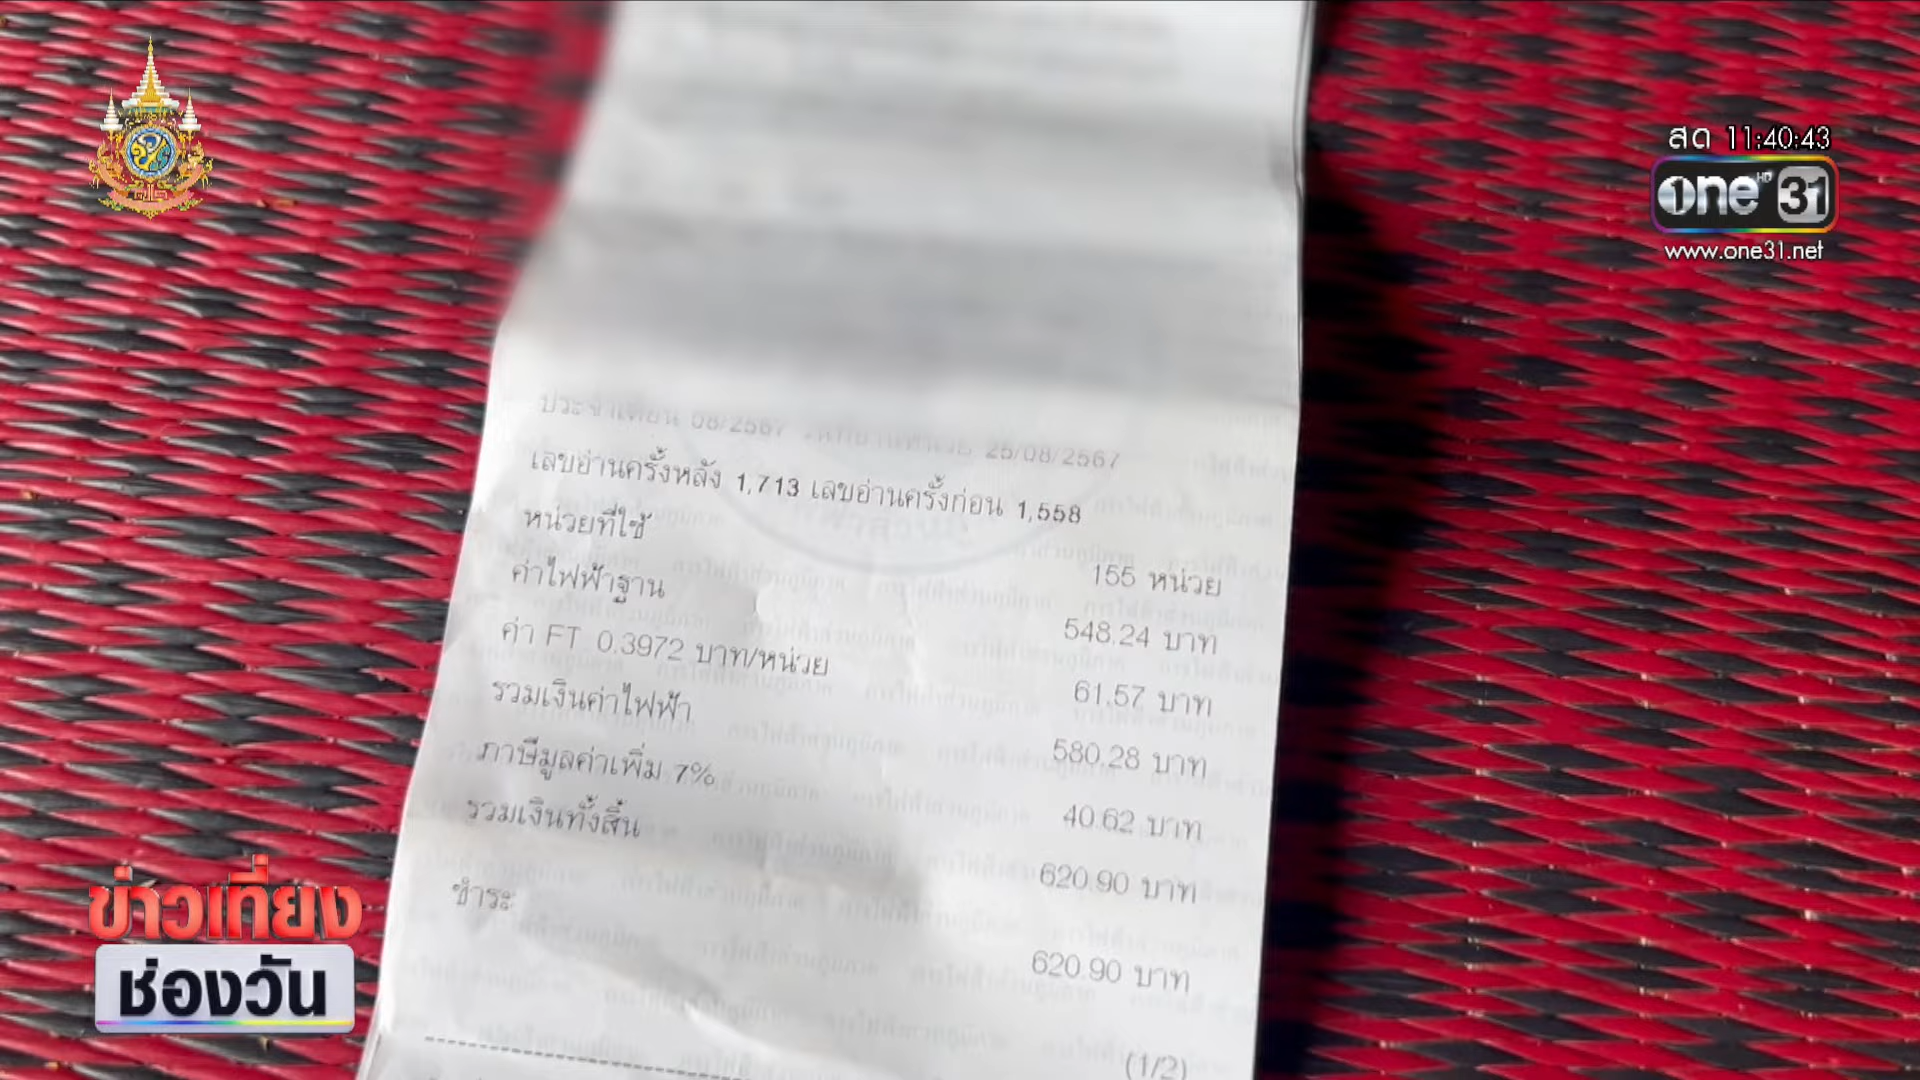 สด 11:40:43
one HD 31
www.one31.net
ประจำเดือน 08/2567 25/08/2567
เลขอ่านครั้งหลัง 1,713 เลขอ่านครั้งก่อน 1,558
หน่วยที่ใช้ 155 หน่วย
ค่าไฟฟ้าฐาน 548.24 บาท
ค่า FT 0.3972 บาท/หน่วย 61.57 บาท
รวมเงินค่าไฟฟ้า 580.28 บาท
ภาษีมูลค่าเพิ่ม 7% 40.62 บาท
รวมเงินทั้งสิ้น 620.90 บาท
ชำระ 620.90 บาท
(1/2)
ข่าวเที่ยง
ช่องวัน